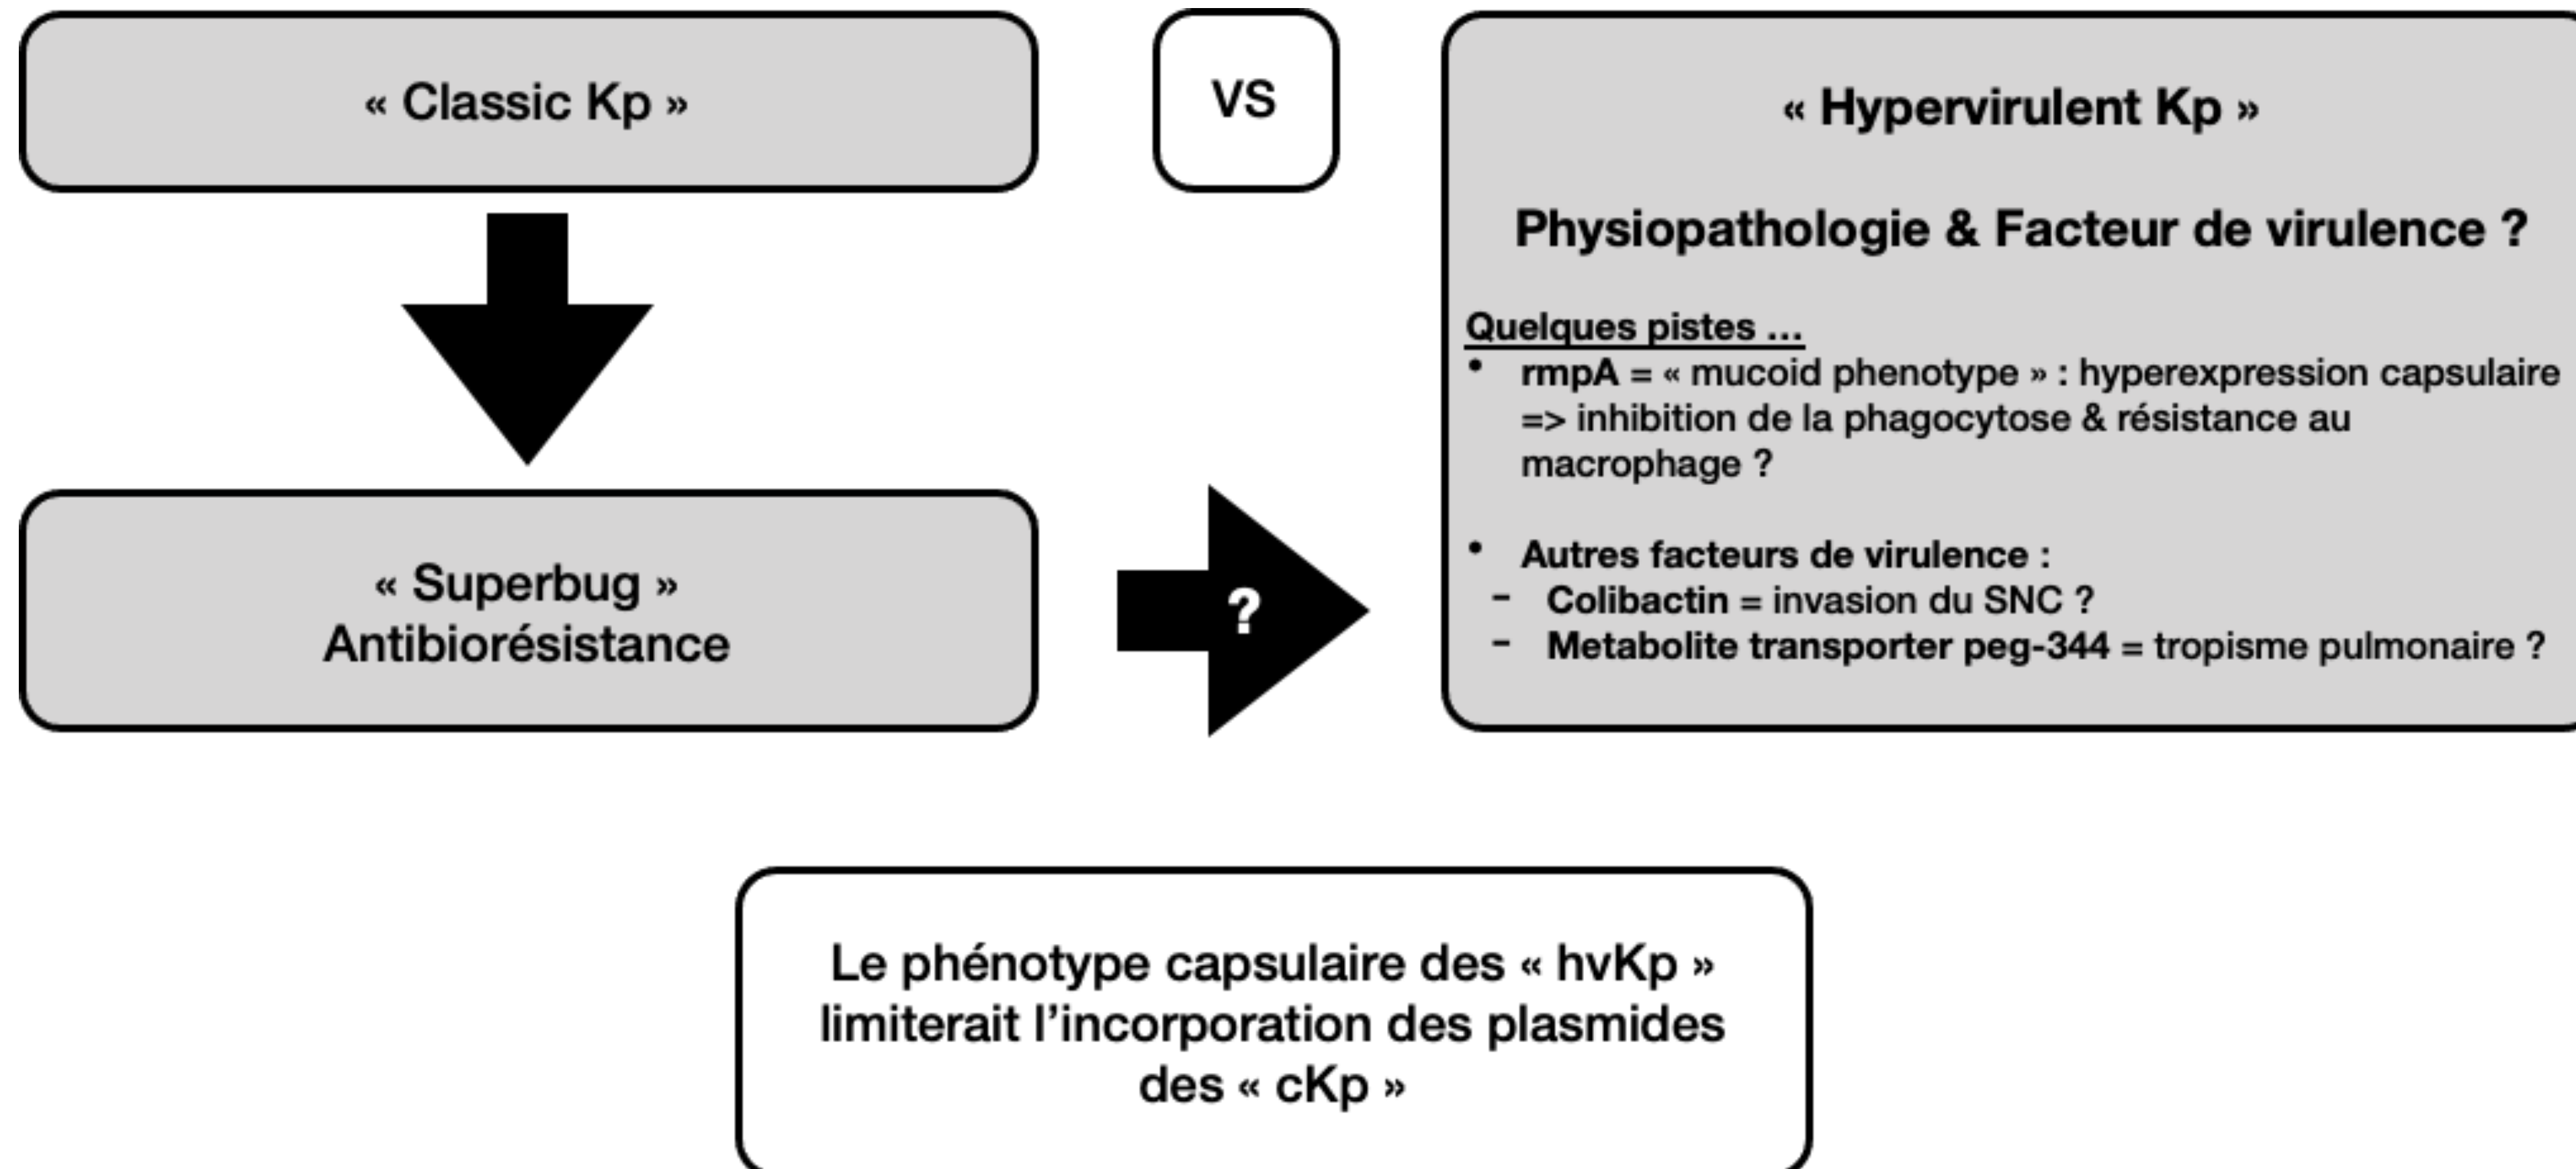 « Classic Kp »
VS
« Hypervirulent Kp »
Physiopathologie & Facteur de virulence ?
Quelques pistes ...
• rmpA = « mucoid phenotype » : hyperexpression capsulaire
=> inhibition de la phagocytose & résistance au
macrophage ?
• Autres facteurs de virulence :
- Colibactin = invasion du SNC ?
- Metabolite transporter peg-344 = tropisme pulmonaire ?
« Superbug »
Antibiorésistance
?
Le phénotype capsulaire des « hvKp »
limiterait l’incorporation des plasmides
des « cKp »